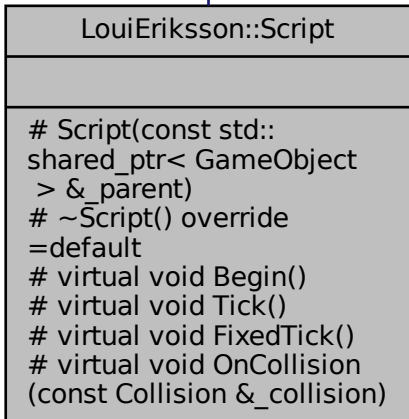 LouiEriksson::Script
# Script(const std::
shared_ptr< GameObject
 > &_parent)
# ~Script() override
=default
# virtual void Begin()
# virtual void Tick()
# virtual void FixedTick()
# virtual void OnCollision
(const Collision &_collision)